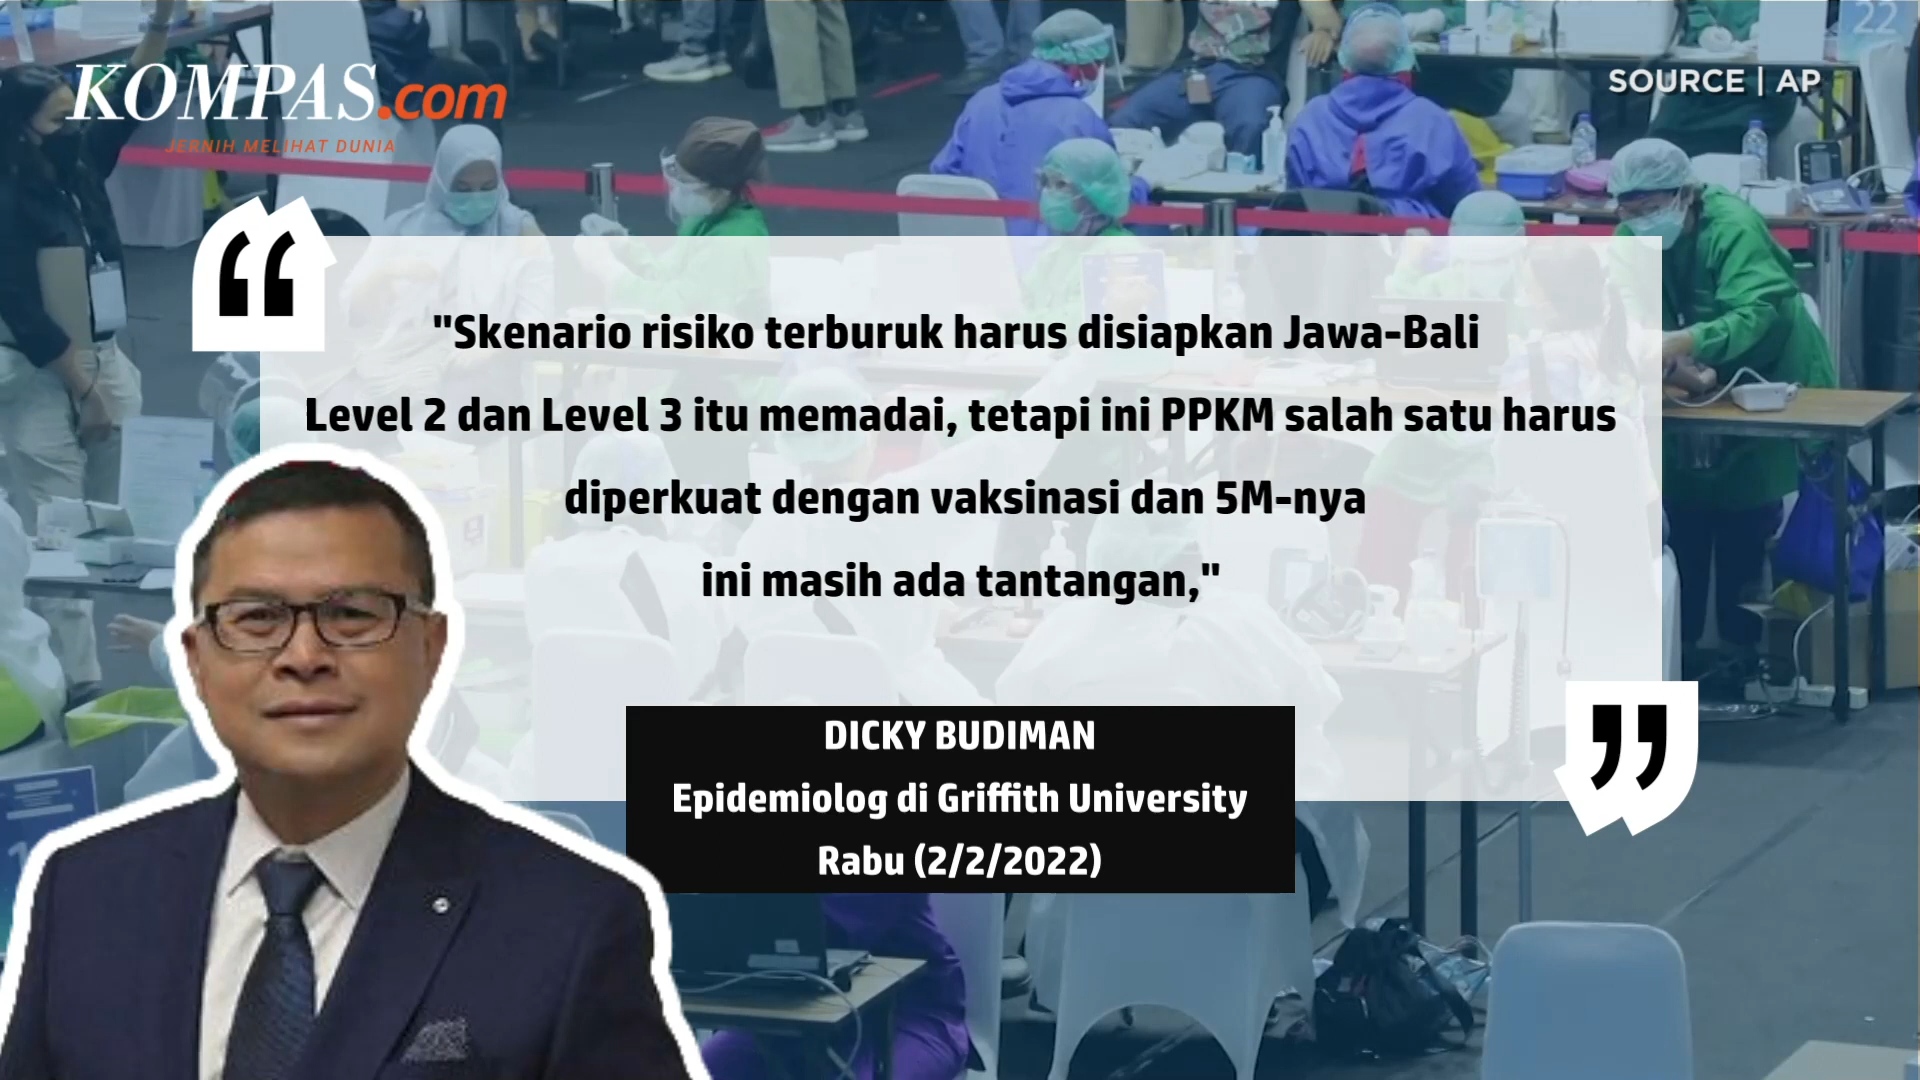 KOMPAS.com
JERNIH MELIHAT DUNIA
SOURCE | AP
22
"Skenario risiko terburuk harus disiapkan Jawa-Bali
Level 2 dan Level 3 itu memadai, tetapi ini PPKM salah satu harus
diperkuat dengan vaksinasi dan 5M-nya
ini masih ada tantangan,"
DICKY BUDIMAN
Epidemiolog di Griffith University
Rabu (2/2/2022)